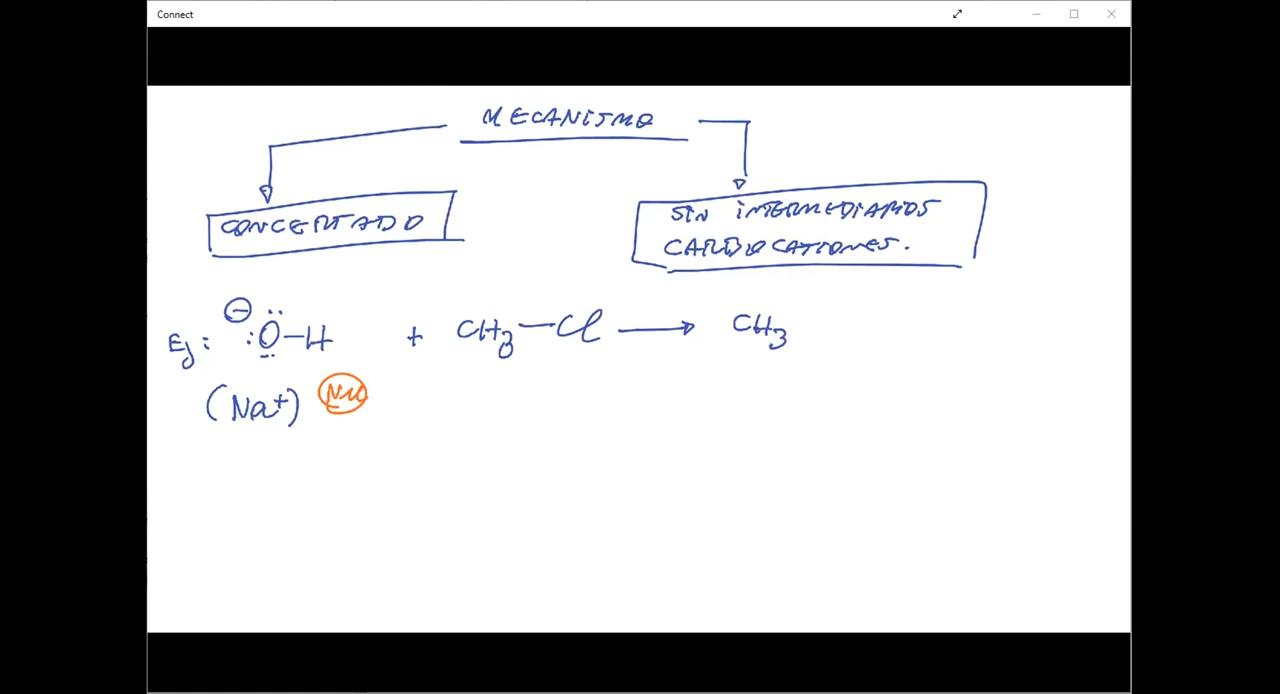 Connect
MECANISMO
CONCERTADO
SIN INTERMEDIARIOS
CARBOCATIONES.
Ej: :Ö-H ⊖ + CH3-Cl → CH3
(Na+) Nu